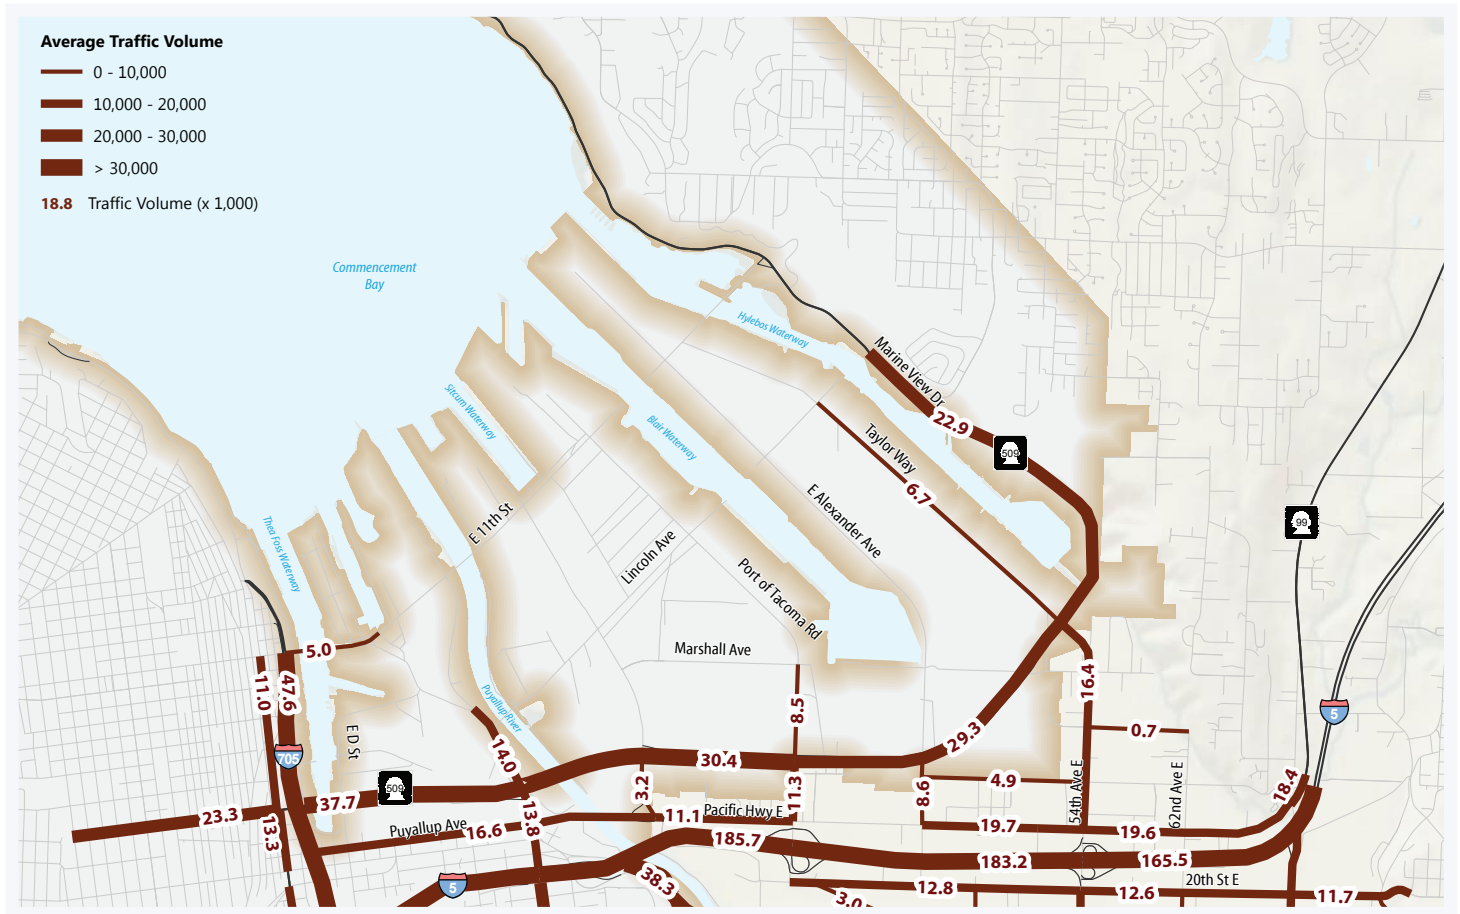 Average Traffic Volume
0 - 10,000
10,000 - 20,000
20,000 - 30,000
> 30,000
18.8 Traffic Volume (x 1,000)
Commencement
Bay
Hylebos Waterway
Marine View Dr
22.9
509
Sitcum Waterway
Blair Waterway
Taylor Way
6.7
E Alexander Ave
99
Thea Foss Waterway
E 11th St
Lincoln Ave
Port of Tacoma Rd
Marshall Ave
5.0
11.0
47.6
Puyallup River
E D St
14.0
8.5
16.4
5
0.7
29.3
705
30.4
509
37.7
3.2
11.3
8.6
4.9
54th Ave E
62nd Ave E
18.4
23.3
13.3
Puyallup Ave
16.6
13.8
11.1
Pacific Hwy E
19.7
19.6
185.7
183.2
165.5
5
38.3
3.0
12.8
12.6
20th St E
11.7